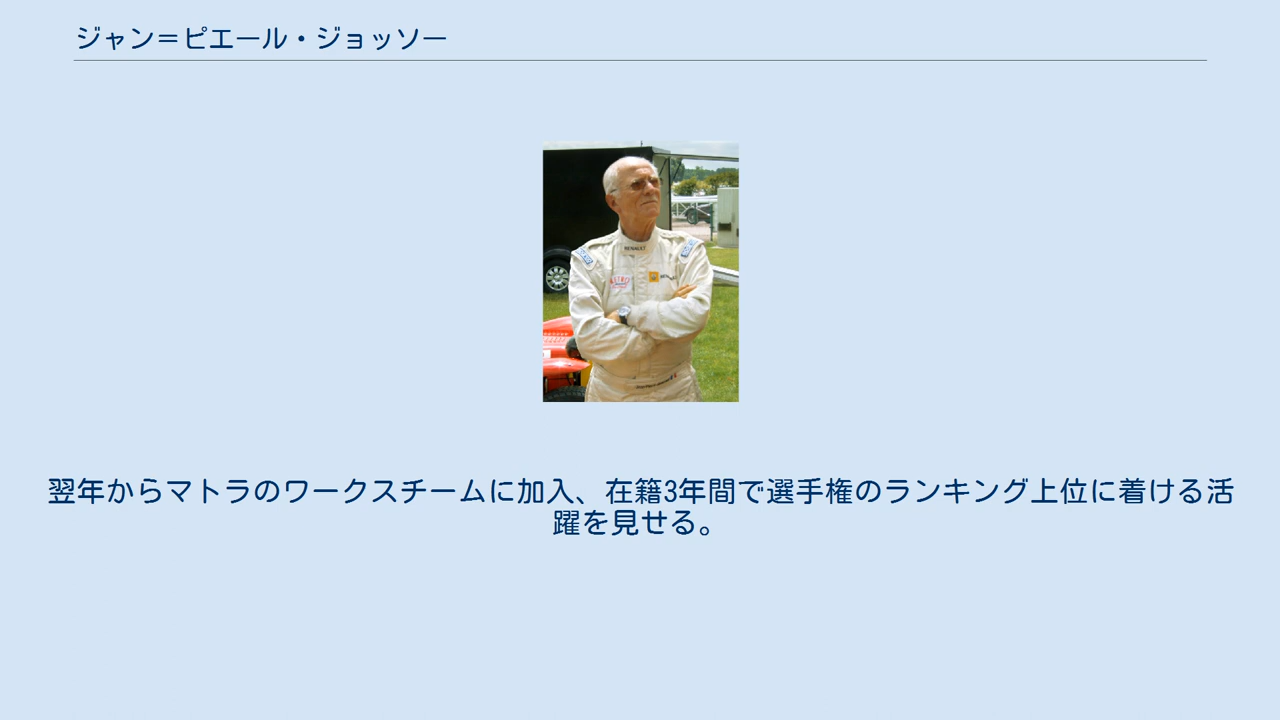 ジャン＝ピエール・ジョッソー
RENAULT
翌年からマトラのワークスチームに加入、在籍3年間で選手権のランキング上位に着ける活
躍を見せる。